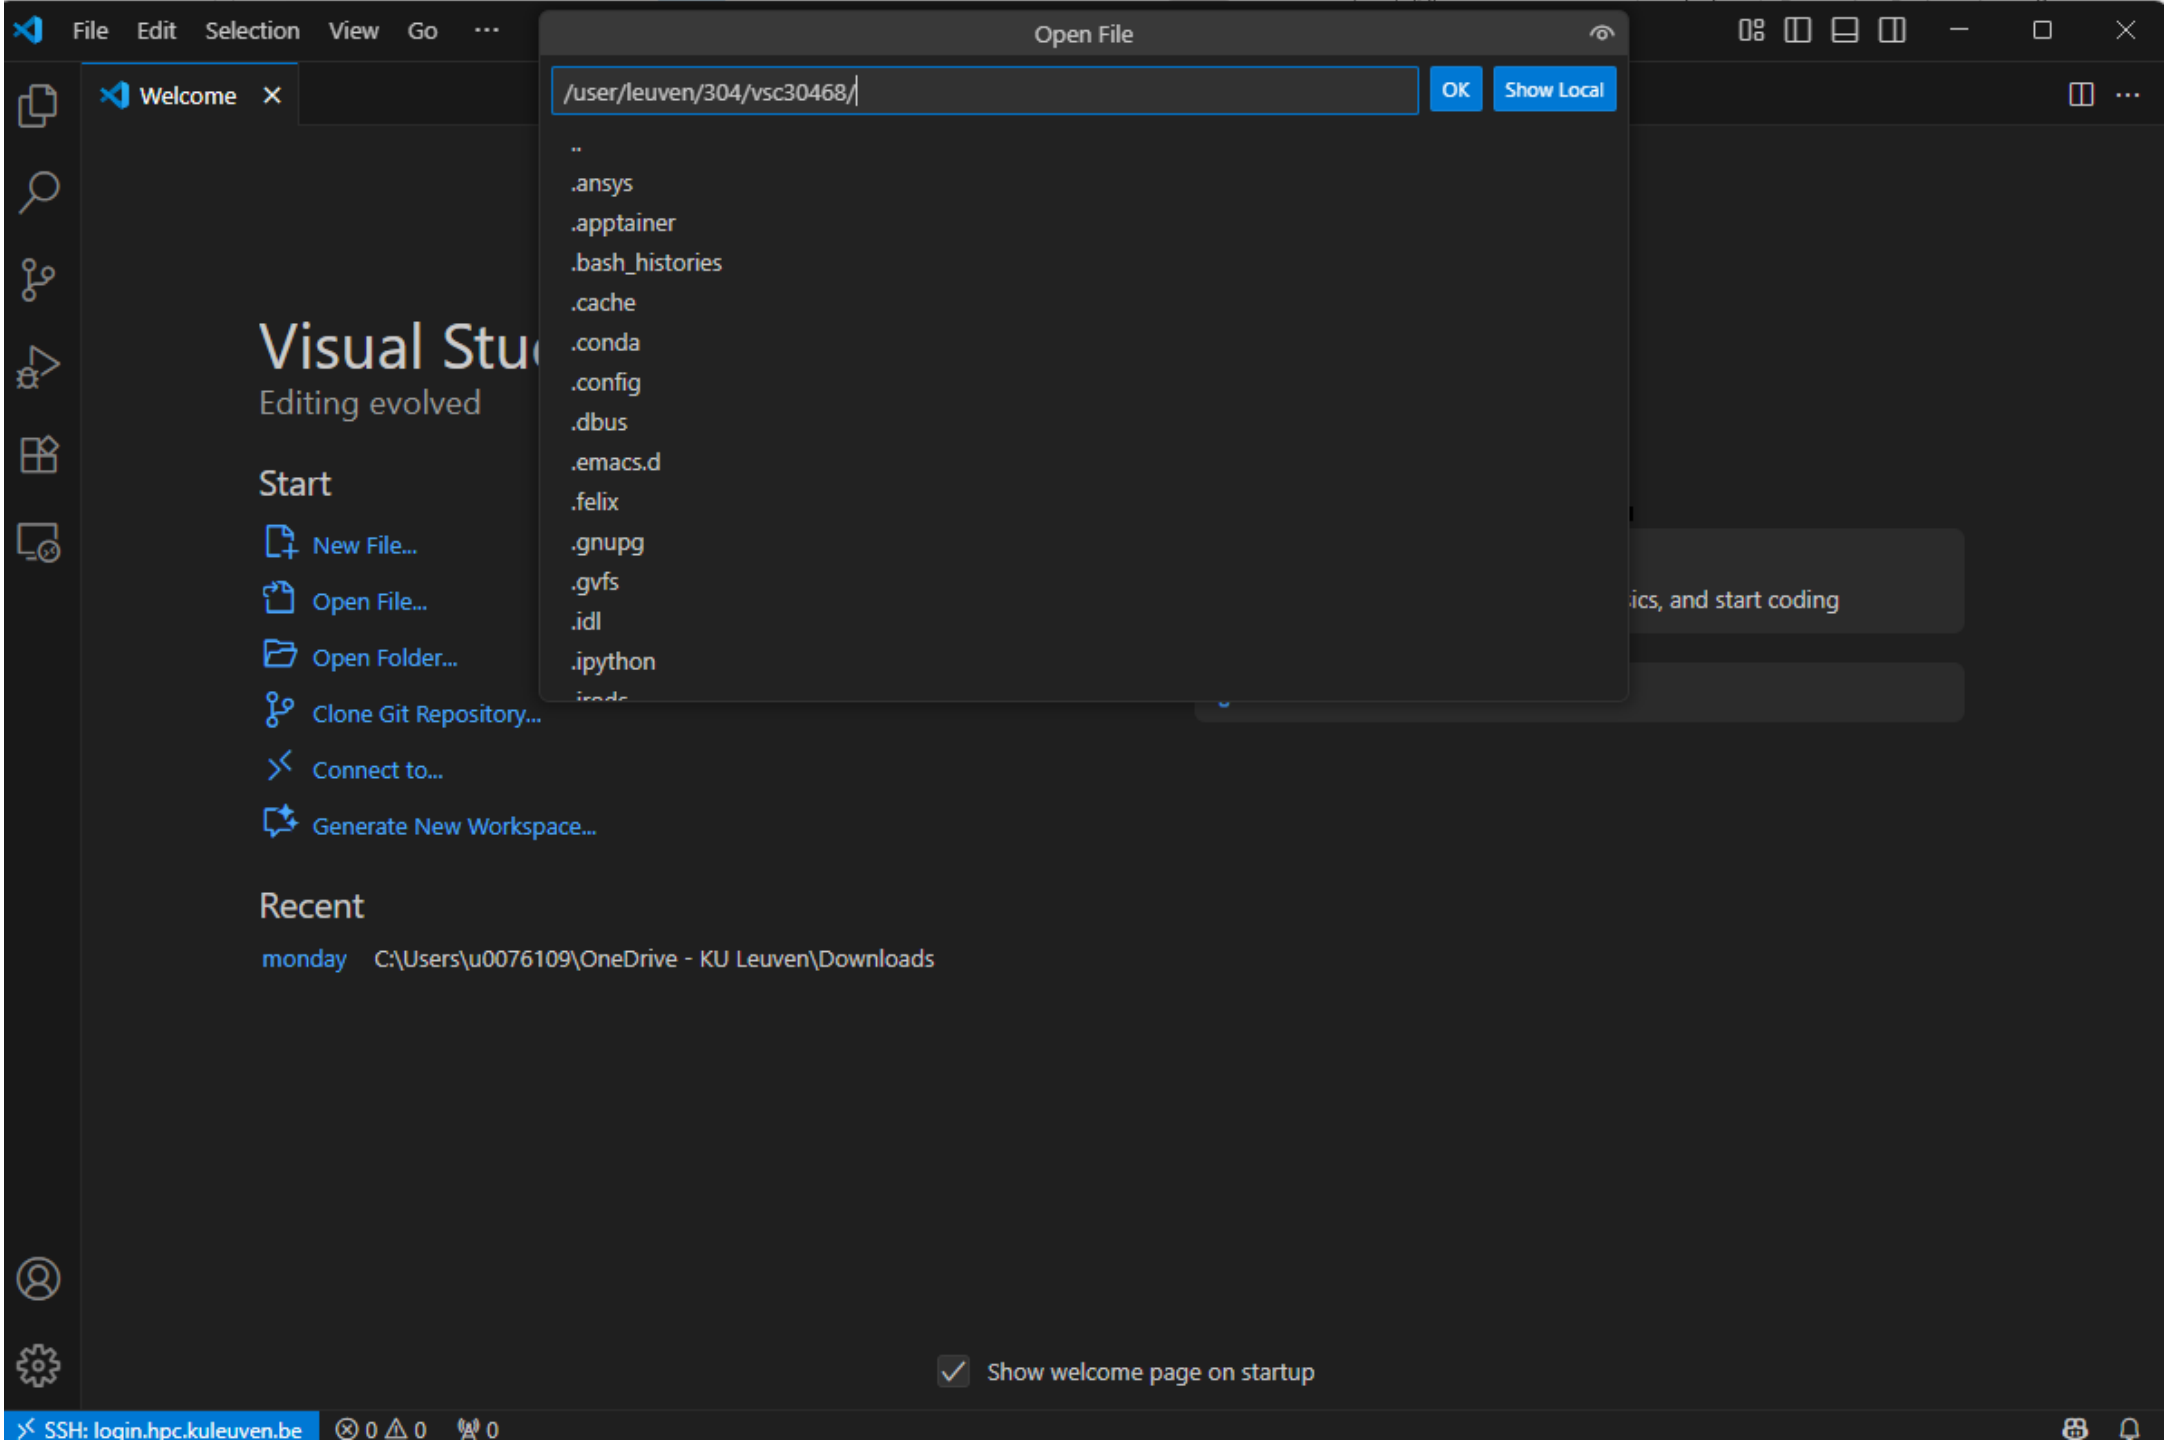 File Edit Selection View Go ···
Open File
Welcome
/user/leuven/304/vsc30468/
OK
Show Local
..
.ansys
.apptainer
.bash_histories
.cache
.conda
.config
.dbus
.emacs.d
.felix
.gnupg
.gvfs
.idl
.ipython
Visual Stu
Editing evolved
Start
New File...
Open File...
Open Folder...
Clone Git Repository...
Connect to...
Generate New Workspace...
ics, and start coding
Recent
monday C:\Users\u0076109\OneDrive - KU Leuven\Downloads
Show welcome page on startup
SSH: login.hpc.kuleuven.be 0 0 0